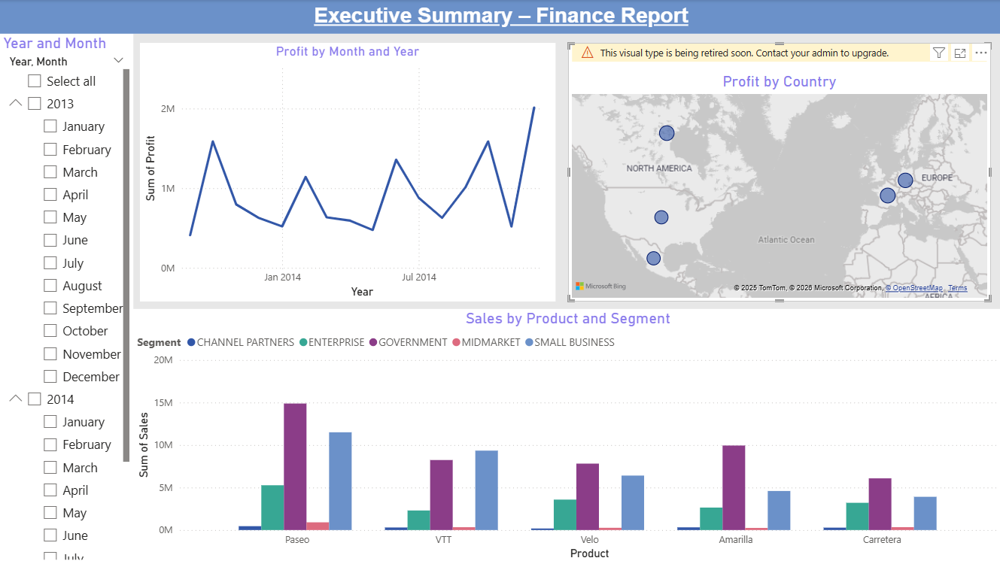 Executive Summary – Finance Report
Year and Month
Year, Month
Select all
2013
January
February
March
April
May
June
July
August
September
October
November
December
2014
January
February
March
April
May
June
July
Profit by Month and Year
Sum of Profit
2M
1M
0M
Jan 2014
Jul 2014
Year
This visual type is being retired soon. Contact your admin to upgrade.
Profit by Country
NORTH AMERICA
EUROPE
Atlantic Ocean
AFRICA
Microsoft Bing
© 2025 TomTom, © 2026 Microsoft Corporation, © OpenStreetMap Terms
Sales by Product and Segment
Segment CHANNEL PARTNERS ENTERPRISE GOVERNMENT MIDMARKET SMALL BUSINESS
Sum of Sales
20M
15M
10M
5M
0M
Paseo
VTT
Velo
Amarilla
Carretera
Product